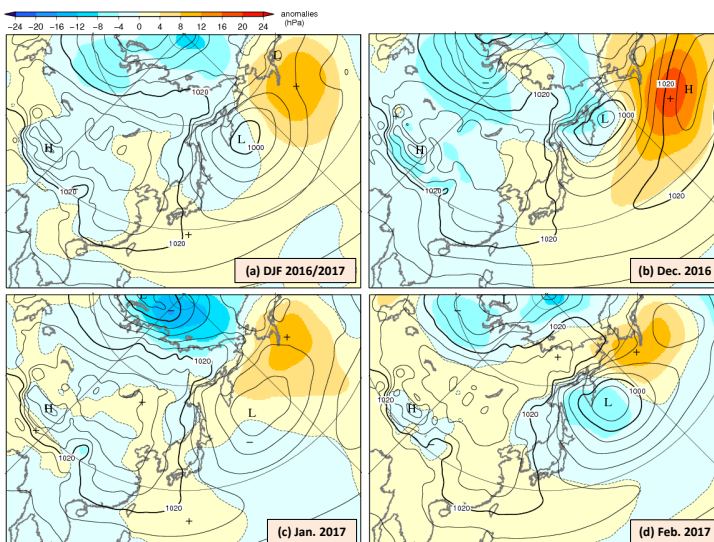 anomalies
(hPa)
−24 −20 −16 −12 −8 −4 0 4 8 12 16 20 24
1020
H
L
1000
+
1020
1020
+
(a) DJF 2016/2017
1020
H
+
1000
L
−
1020
H
1020
1020
1020
(b) Dec. 2016
−
+
1020
+
H
L
+
−
1020
1020
+
(c) Jan. 2017
L
−
1020
+
+
1020
1000
H
L
1020
−
1020
1020
(d) Feb. 2017